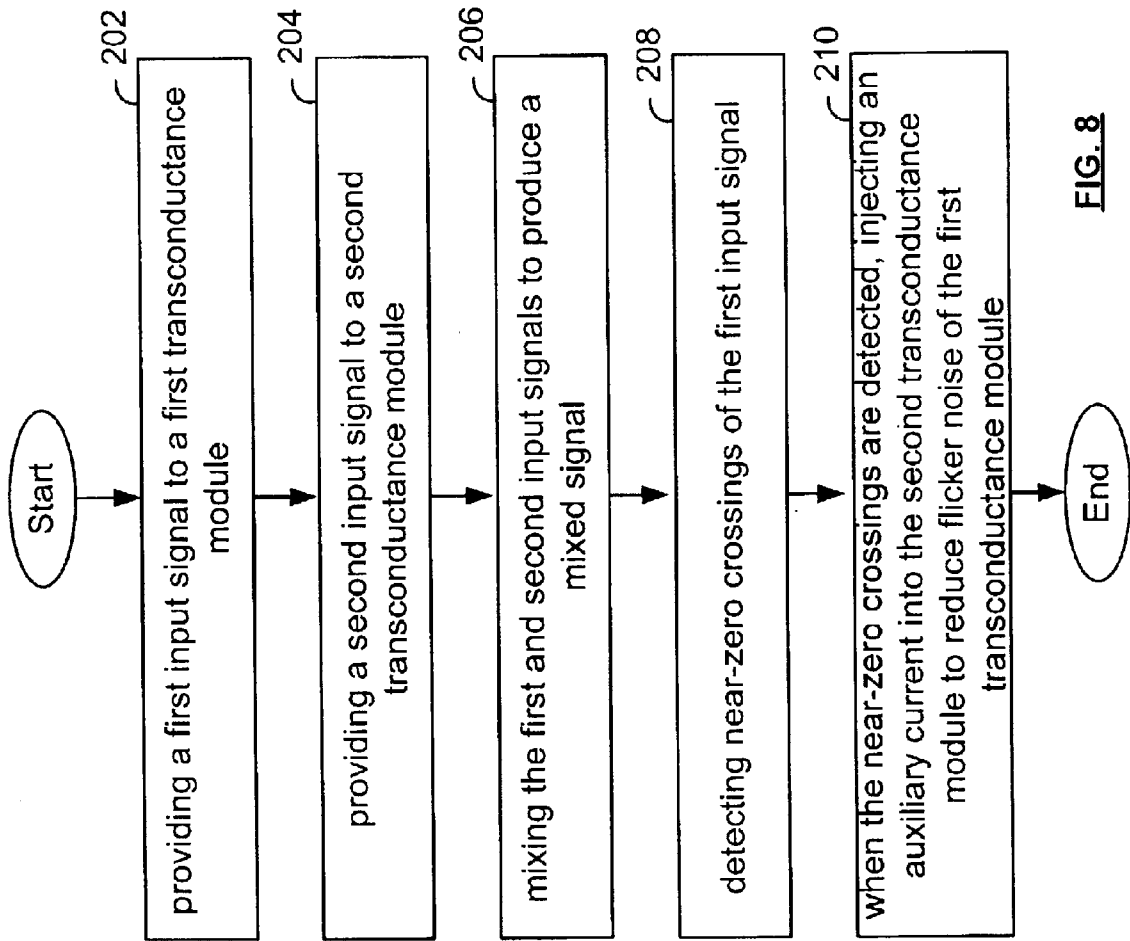 Start
202
providing a first input signal to a first transconductance
module
204
providing a second input signal to a second
transconductance module
206
mixing the first and second input signals to produce a
mixed signal
208
detecting near-zero crossings of the first input signal
210
when the near-zero crossings are detected, injecting an
auxiliary current into the second transconductance
module to reduce flicker noise of the first
transconductance module
End
FIG. 8